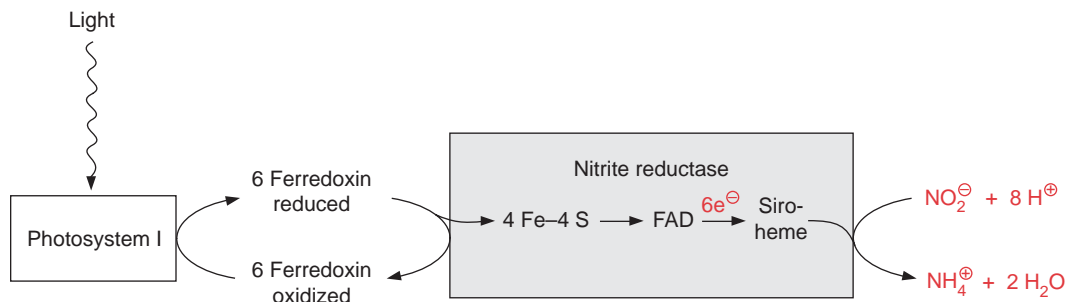 Light
Photosystem I
6 Ferredoxin
reduced
6 Ferredoxin
oxidized
Nitrite reductase
4 Fe–4 S
FAD
6e⊖
Siro-
heme
NO₂⊖ + 8 H⊕
NH₄⊕ + 2 H₂O